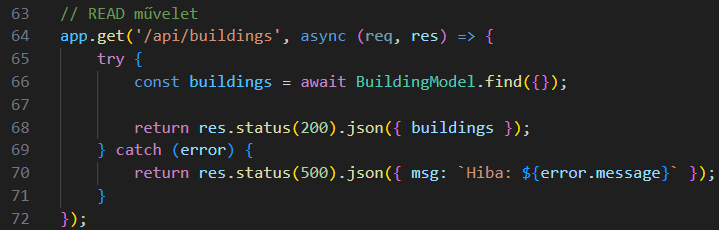 63 // READ művelet
64 app.get('/api/buildings', async (req, res) => {
65     try {
66         const buildings = await BuildingModel.find({});
67
68         return res.status(200).json({ buildings });
69     } catch (error) {
70         return res.status(500).json({ msg: `Hiba: ${error.message}` });
71     }
72 });